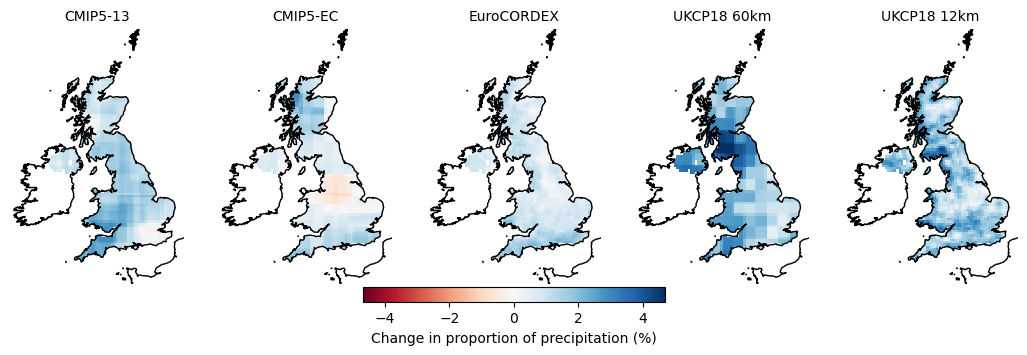 CMIP5-13 CMIP5-EC EuroCORDEX UKCP18 60km UKCP18 12km
−4 −2 0 2 4
Change in proportion of precipitation (%)